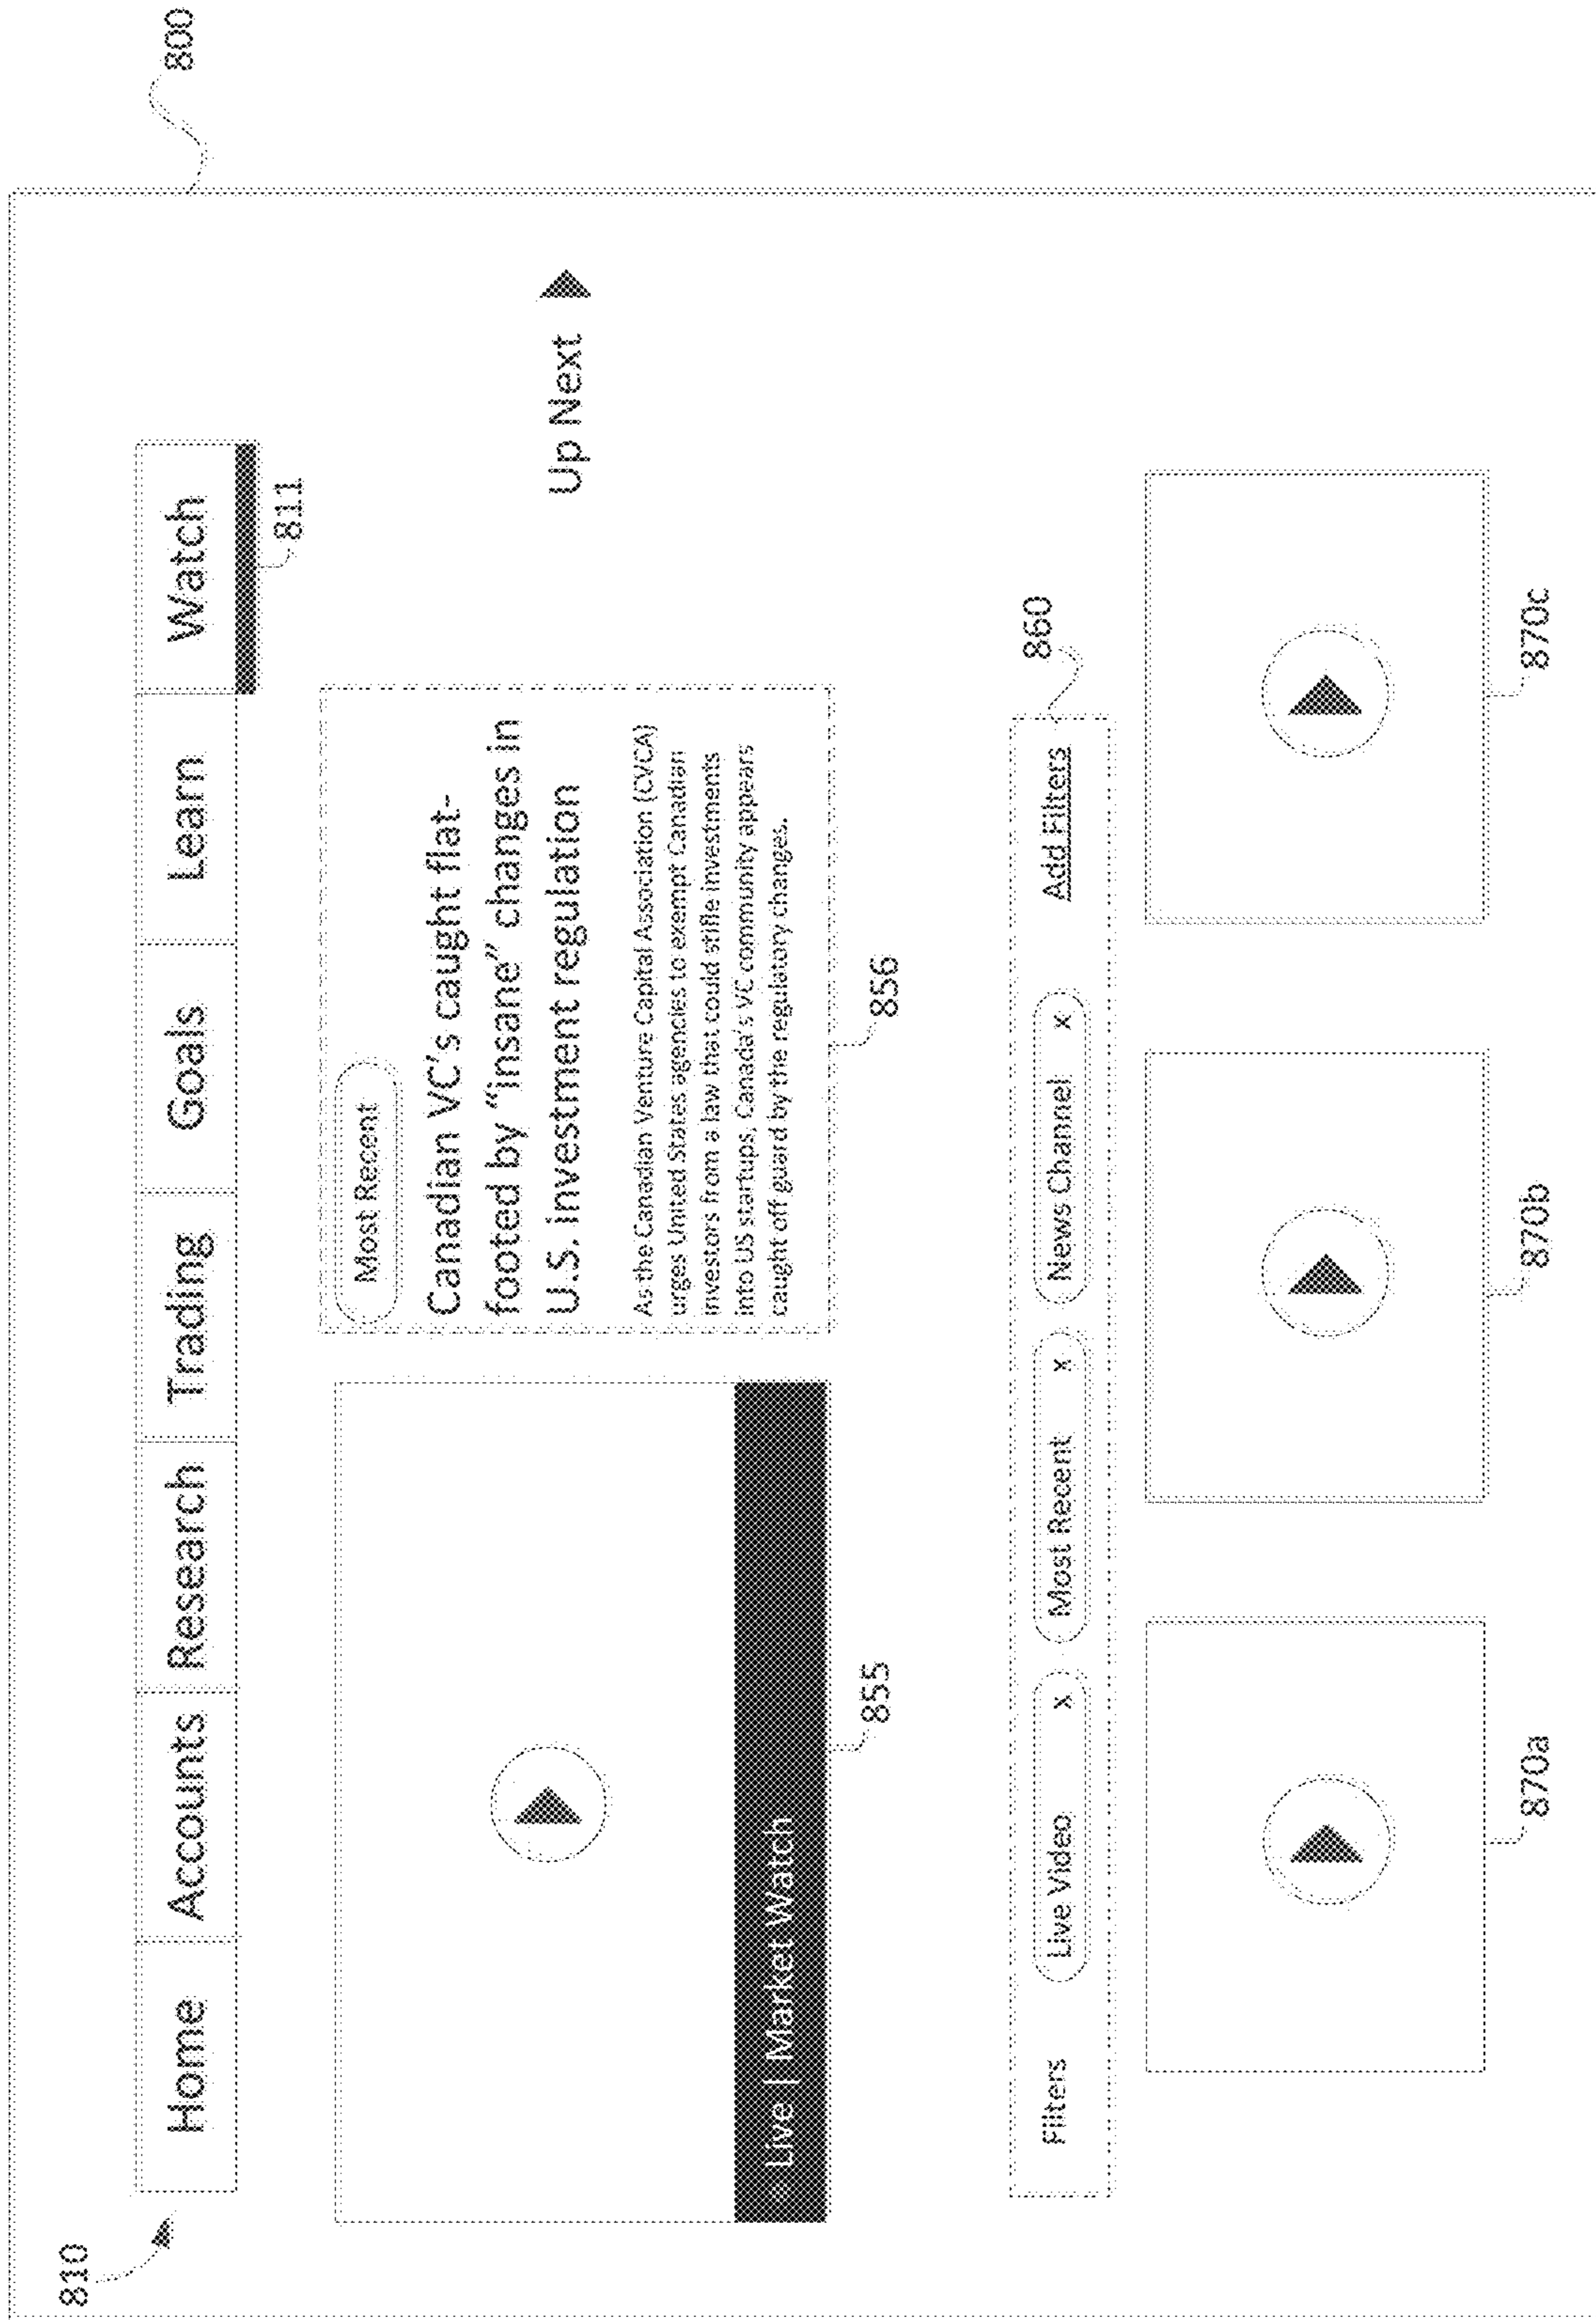 800
810
Home
Accounts
Research
Trading
Goals
Learn
Watch
811
Most Recent
Canadian VC's caught flat-
footed by "insane" changes in
U.S. investment regulation
As the Canadian Venture Capital Association (CVCA)
urges United States agencies to exempt Canadian
investors from a law that could stifle investments
into US startups, Canada's VC community appears
caught off guard by the regulatory changes.
Up Next
Live | Market Watch
855
856
860
Filters
Live Video x
Most Recent x
News Channel x
Add Filters
870a
870b
870c